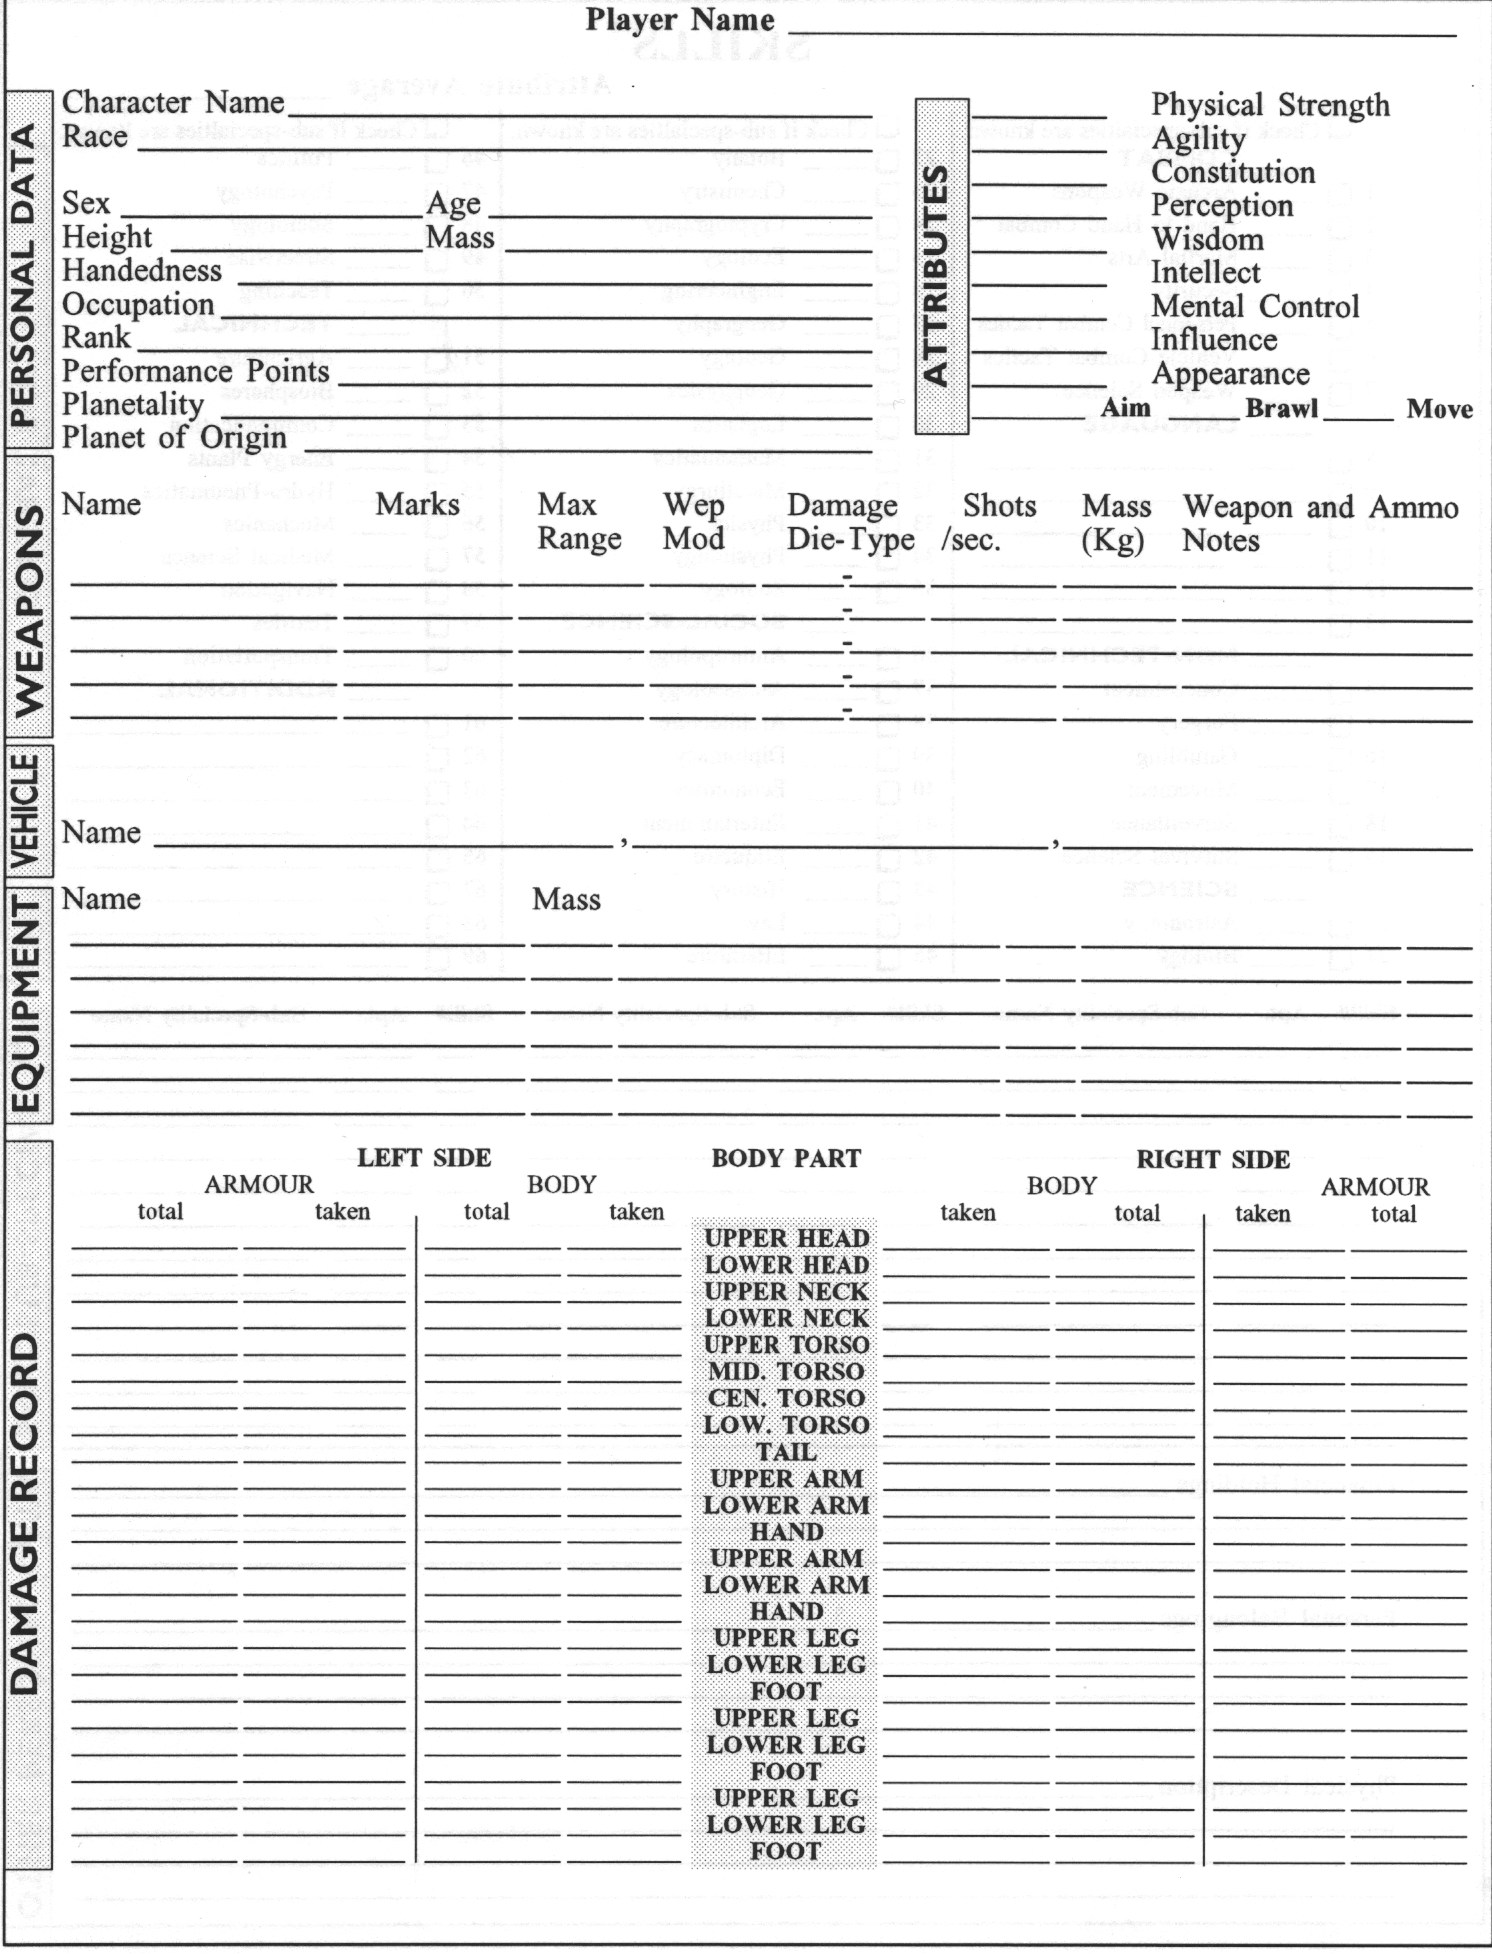 Player Name
PERSONAL DATA
Character Name
Race
Sex Age
Height Mass
Handedness
Occupation
Rank
Performance Points
Planetality
Planet of Origin
ATTRIBUTES
Physical Strength
Agility
Constitution
Perception
Wisdom
Intellect
Mental Control
Influence
Appearance
Aim Brawl Move
WEAPONS
Name Marks Max Wep Damage Shots Mass Weapon and Ammo
Range Mod Die-Type /sec. (Kg) Notes
-
-
-
-
-
VEHICLE
Name , ,
EQUIPMENT
Name Mass
DAMAGE RECORD
LEFT SIDE BODY PART RIGHT SIDE
ARMOUR BODY BODY ARMOUR
total taken total taken taken total taken total
UPPER HEAD
LOWER HEAD
UPPER NECK
LOWER NECK
UPPER TORSO
MID. TORSO
CEN. TORSO
LOW. TORSO
TAIL
UPPER ARM
LOWER ARM
HAND
UPPER ARM
LOWER ARM
HAND
UPPER LEG
LOWER LEG
FOOT
UPPER LEG
LOWER LEG
FOOT
UPPER LEG
LOWER LEG
FOOT